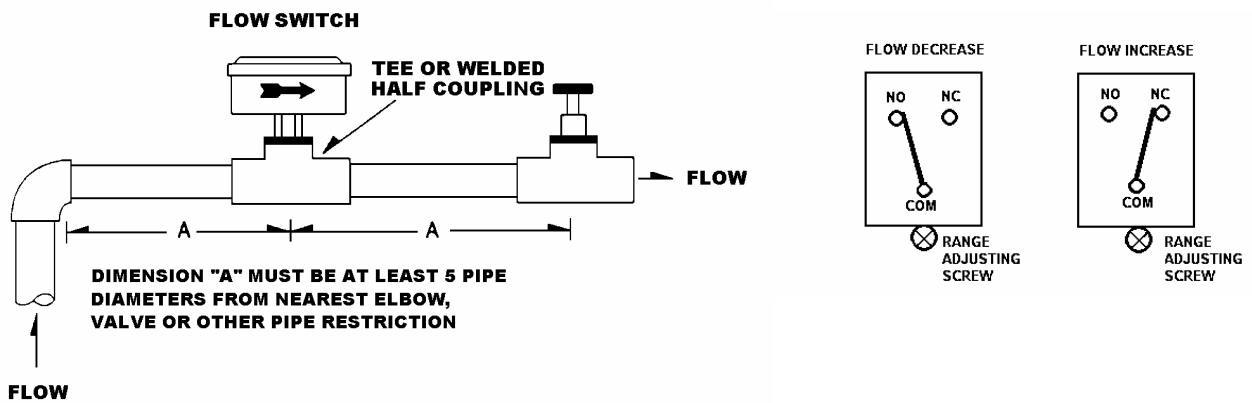 FLOW SWITCH
TEE OR WELDED
HALF COUPLING
FLOW
A
A
DIMENSION "A" MUST BE AT LEAST 5 PIPE
DIAMETERS FROM NEAREST ELBOW,
VALVE OR OTHER PIPE RESTRICTION
FLOW
FLOW DECREASE
NO
NC
COM
RANGE
ADJUSTING
SCREW
FLOW INCREASE
NO
NC
COM
RANGE
ADJUSTING
SCREW